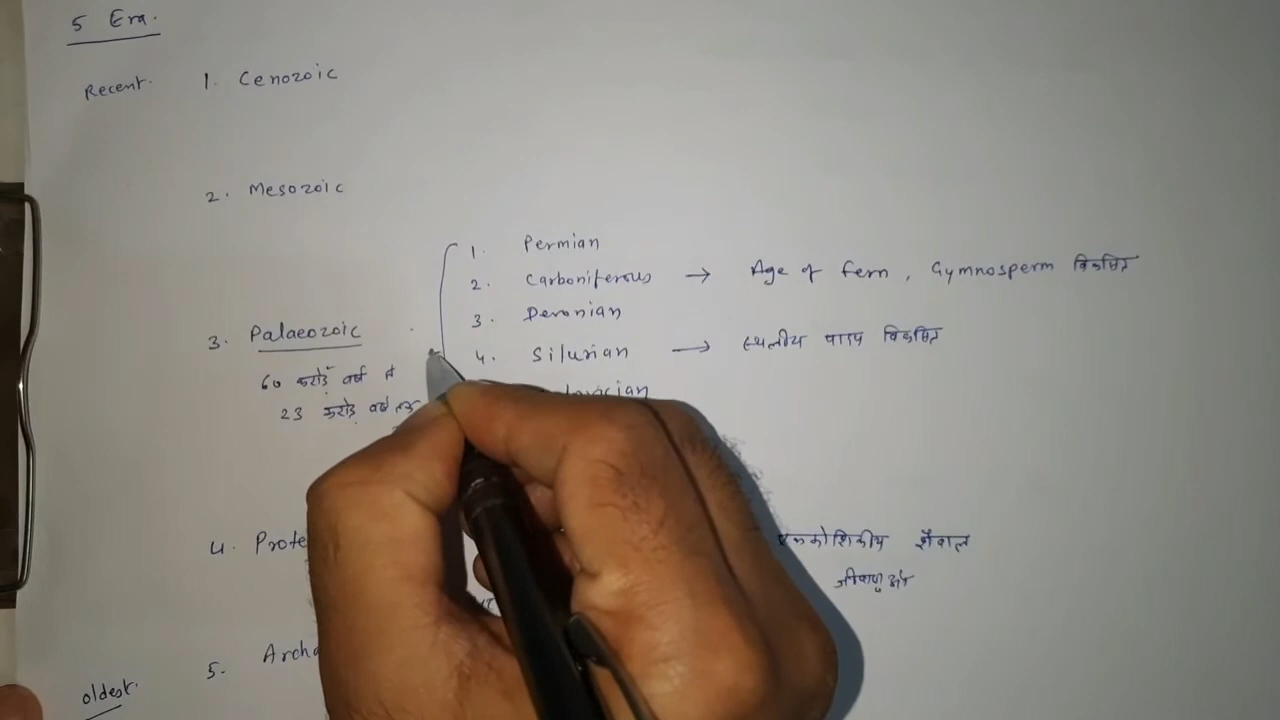 5 Era.
Recent. 1. Cenozoic
2. Mesozoic
1. Permian
2. Carboniferous → Age of fern, Gymnosperm विकसित
3. Devonian
3. Palaeozoic
4. Silurian → स्थलीय पादप विकसित
60 करोड़ वर्ष से
23 करोड़ वर्ष तक
4. Prote
एककोशिकीय शैवाल
जीवाणु और
5. Archa
oldest.